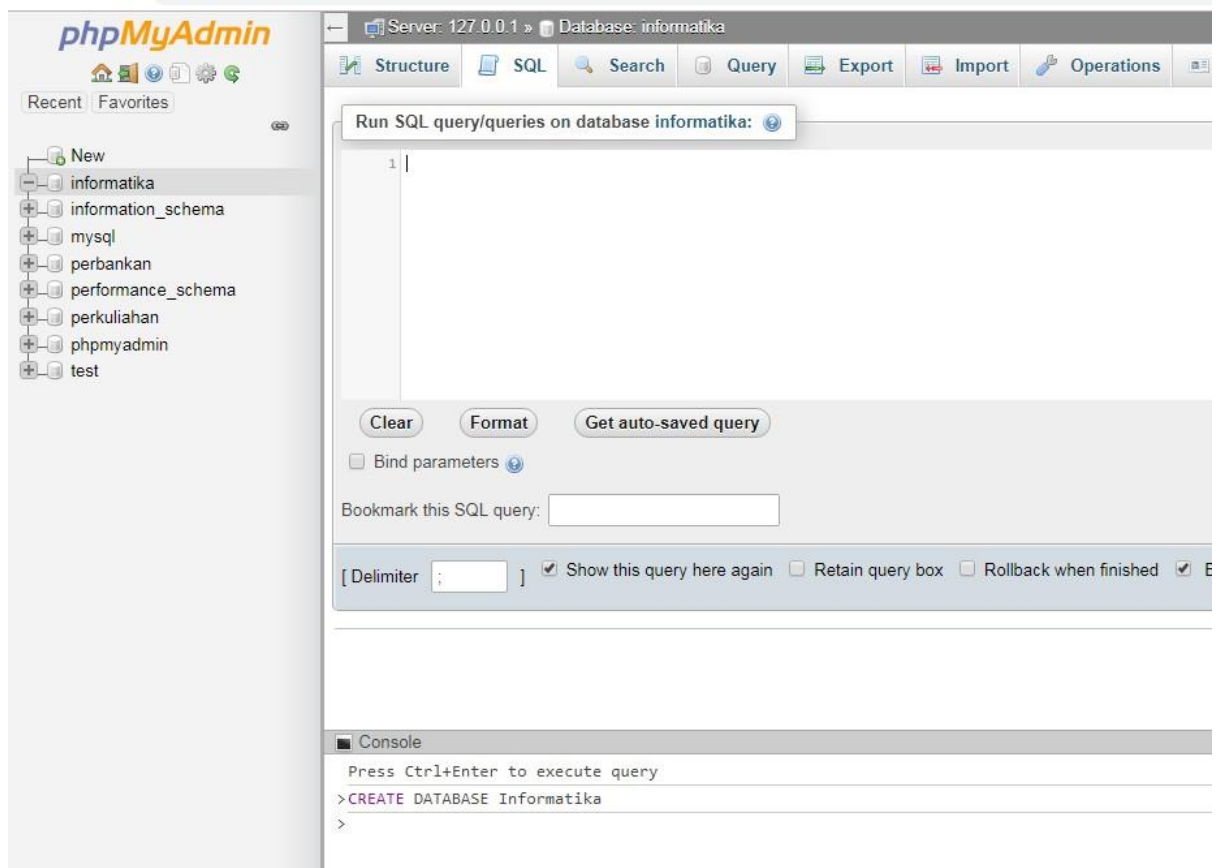 phpMyAdmin
Recent Favorites
New
informatika
information_schema
mysql
perbankan
performance_schema
perkuliahan
phpmyadmin
test
← Server: 127.0.0.1 » Database: informatika
Structure SQL Search Query Export Import Operations
Run SQL query/queries on database informatika:
1
Clear Format Get auto-saved query
Bind parameters
Bookmark this SQL query:
[ Delimiter ; ] Show this query here again Retain query box Rollback when finished
Console
Press Ctrl+Enter to execute query
>CREATE DATABASE Informatika
>